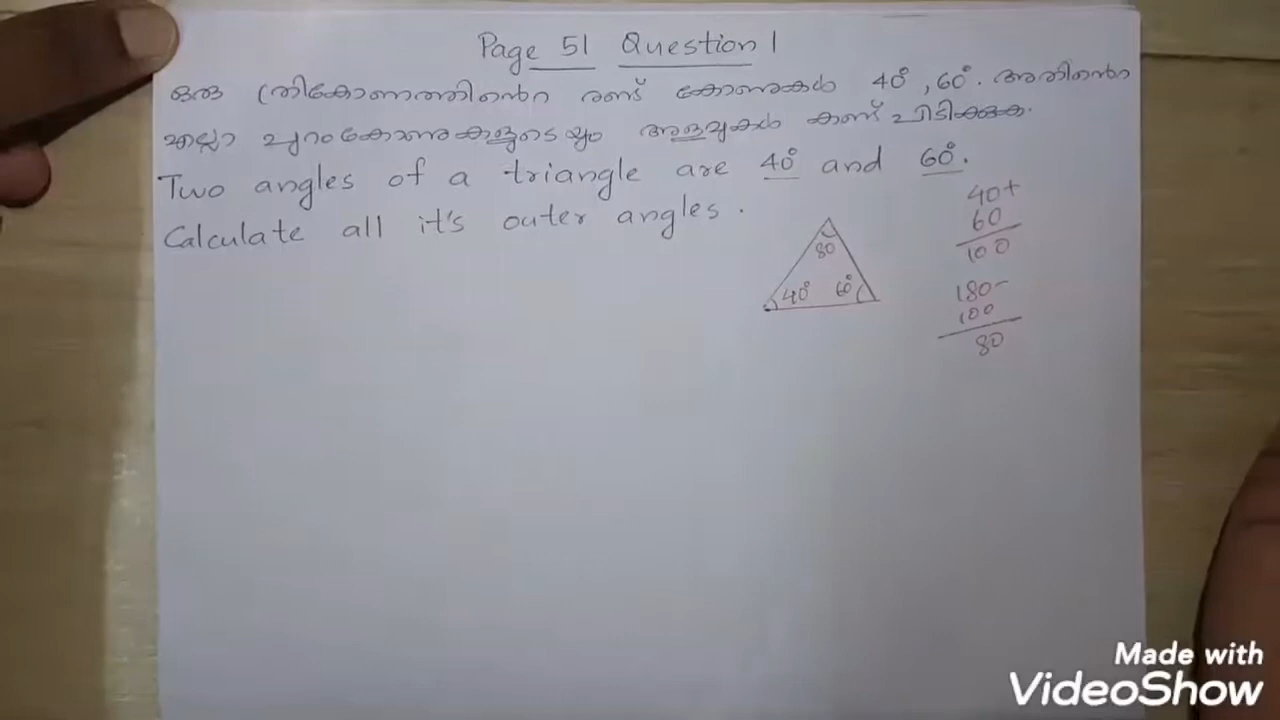 Page 51 Question 1
ഒരു ത്രികോണത്തിന്റെ രണ്ട് കോണുകൾ 40°, 60°. അതിന്റെ
എല്ലാ പുറംകോണുകളുടെയും അളവുകൾ കണ്ട് പിടിക്കുക.
Two angles of a triangle are 40° and 60°.
Calculate all it's outer angles.
80
40° 60°
40+
60
100
180-
100
80
Made with
VideoShow